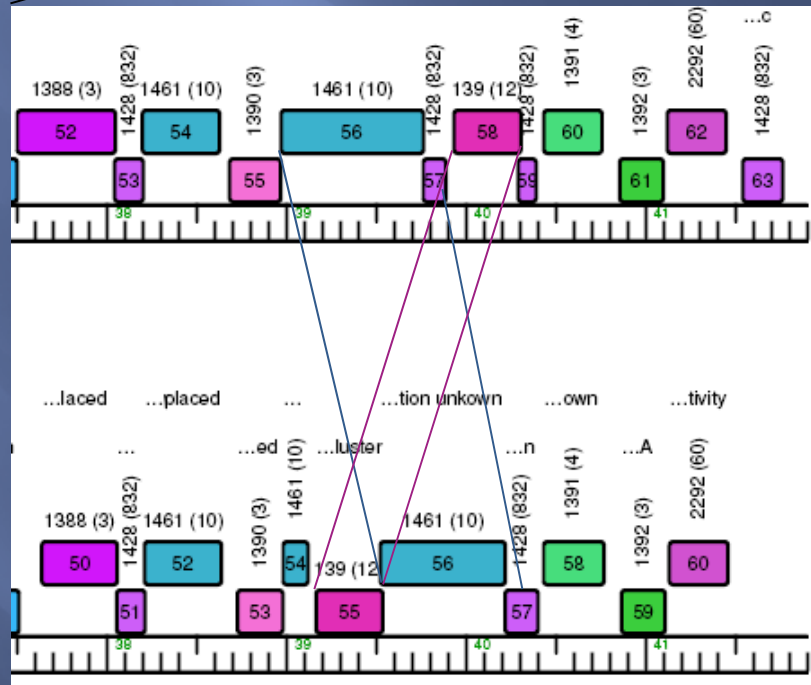 ...c
1388 (3) 1428 (832) 1461 (10) 1390 (3) 1461 (10) 1428 (832) 139 (12) 1428 (832) 1391 (4) 1392 (3) 2292 (60) 1428 (832)
52 54 56 58 60 62
53 55 57 59 61 63
38 39 40 41
...laced ...placed ... ...tion unkown ...own ...tivity
... ...ed ...luster ...n ...A
1388 (3) 1428 (832) 1461 (10) 1390 (3) 1461 (10) 139 (12 1461 (10) 1428 (832) 1391 (4) 1392 (3) 2292 (60)
50 52 54 56 58 60
51 53 55 57 59
38 39 40 41